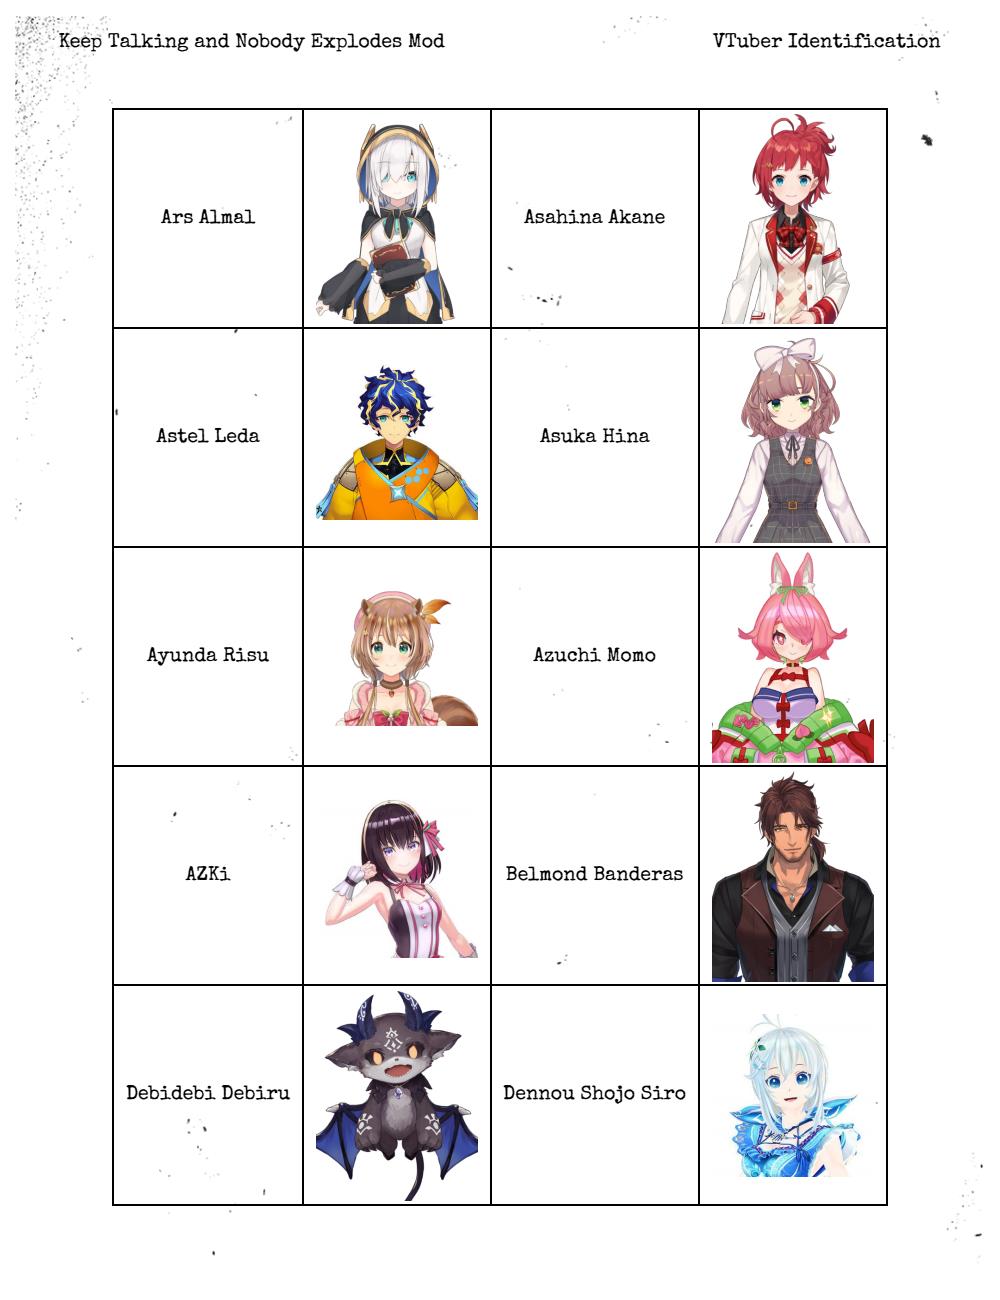 Keep Talking and Nobody Explodes Mod
VTuber Identification
Ars Almal
Asahina Akane
Astel Leda
Asuka Hina
Ayunda Risu
Azuchi Momo
AZKi
Belmond Banderas
Debidebi Debiru
Dennou Shojo Siro